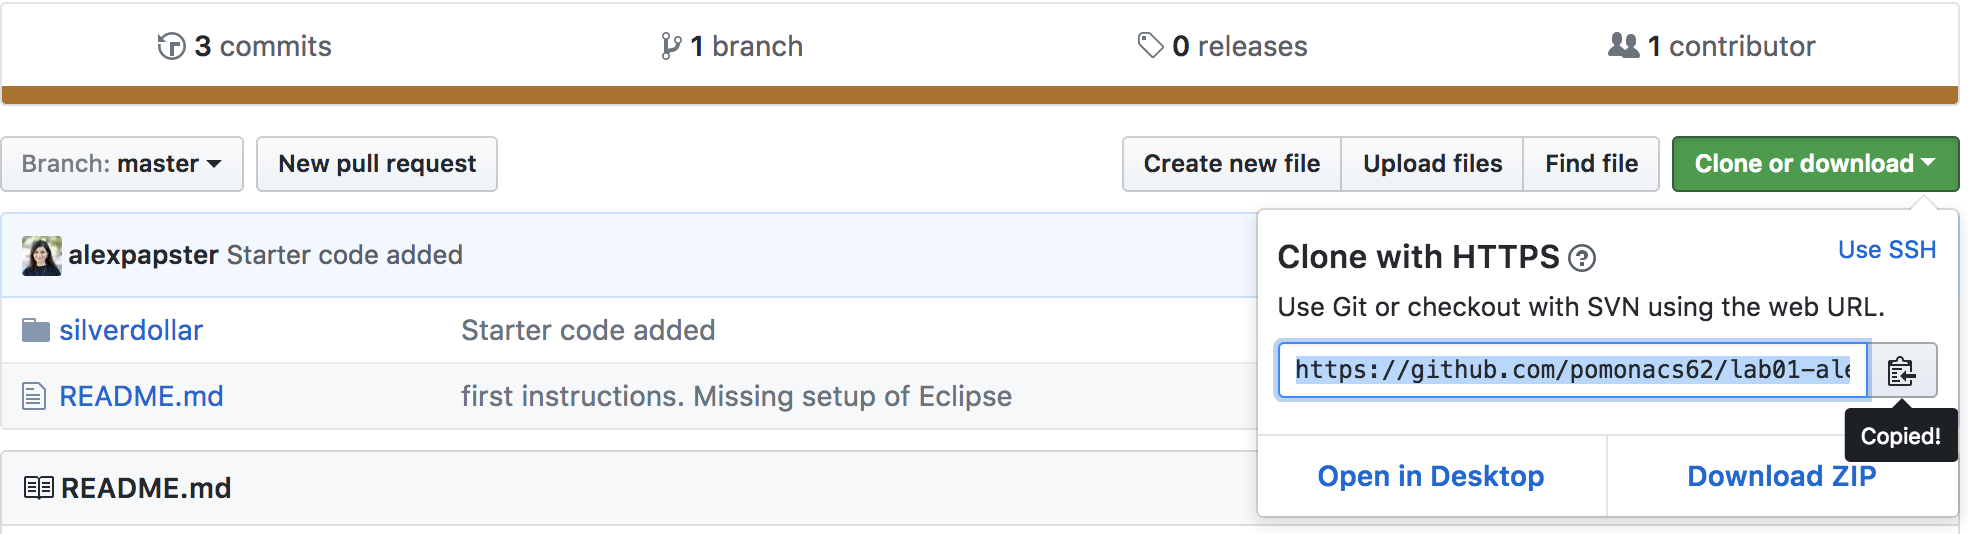 3 commits
1 branch
0 releases
1 contributor
Branch: master
New pull request
Create new file
Upload files
Find file
Clone or download
alexpapster Starter code added
silverdollar
Starter code added
README.md
first instructions. Missing setup of Eclipse
README.md
Clone with HTTPS ?
Use SSH
Use Git or checkout with SVN using the web URL.
https://github.com/pomonacs62/lab01-ale
Copied!
Open in Desktop
Download ZIP